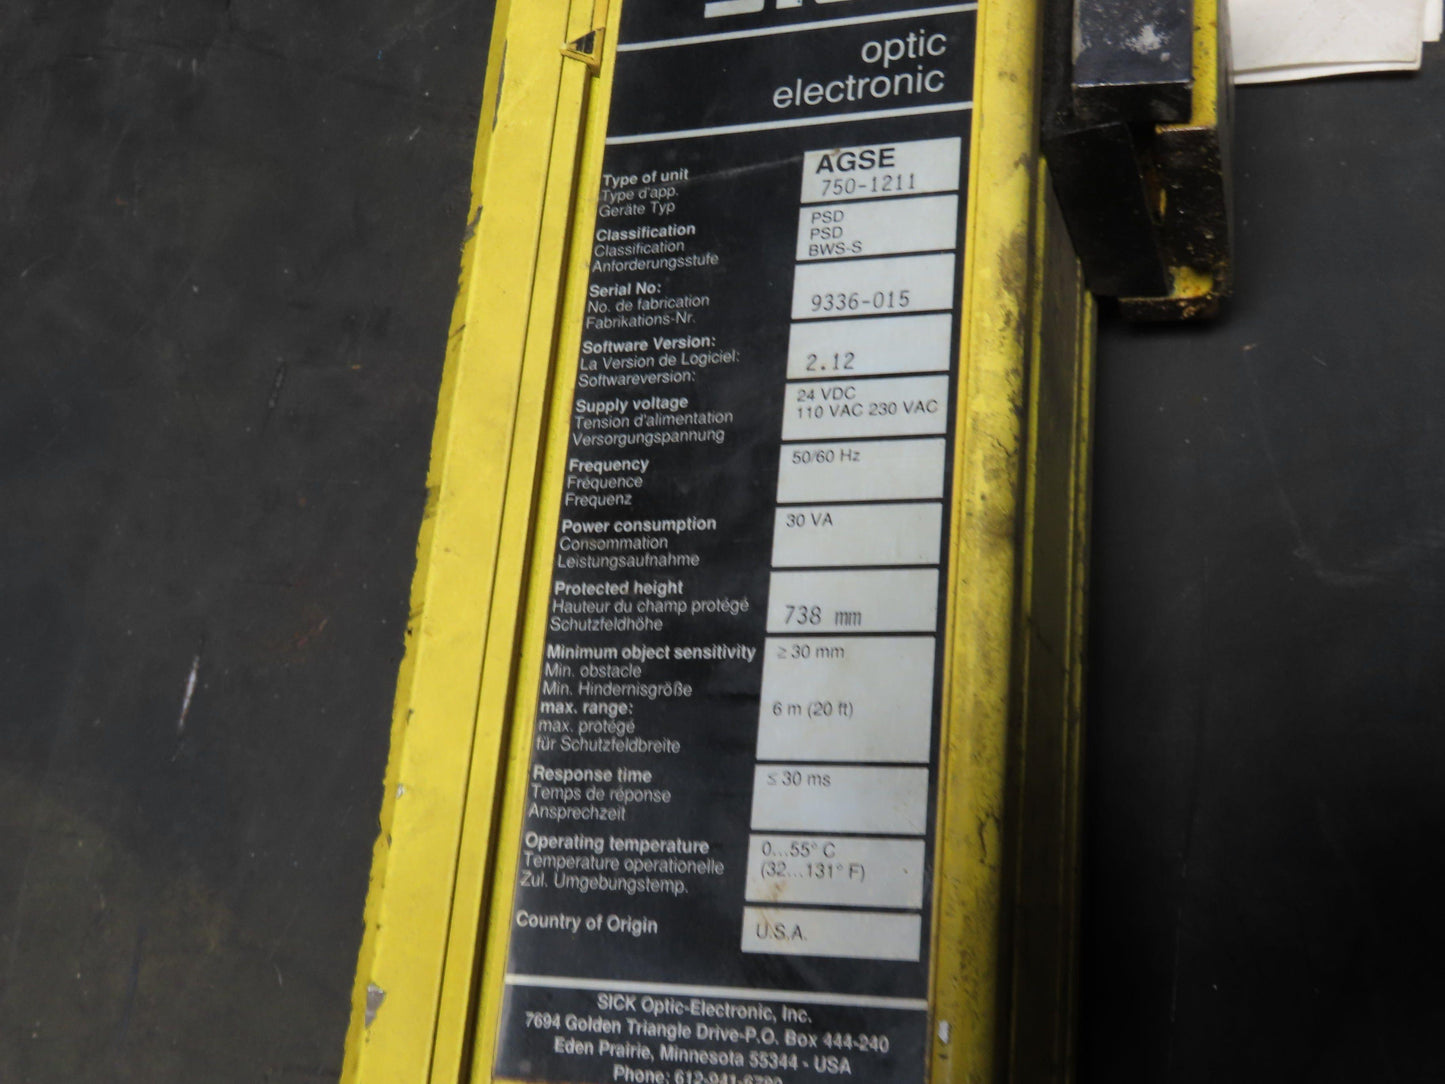 SICK
optic
electronic
Type of unit
Type d'app.
Geräte Typ
AGSE
750-1211
Classification
Classification
Anforderungsstufe
PSD
PSD
BWS-S
Serial No:
No. de fabrication
Fabrikations-Nr.
9336-015
Software Version:
La Version de Logiciel:
Softwareversion:
2.12
Supply voltage
Tension d'alimentation
Versorgungspannung
24 VDC
110 VAC 230 VAC
Frequency
Fréquence
Frequenz
50/60 Hz
Power consumption
Consommation
Leistungsaufnahme
30 VA
Protected height
Hauteur du champ protégé
Schutzfeldhöhe
738 mm
Minimum object sensitivity
Min. obstacle
Min. Hindernisgröße
≥ 30 mm
max. range:
max. protégé
für Schutzfeldbreite
6 m (20 ft)
Response time
Temps de réponse
Ansprechzeit
≤ 30 ms
Operating temperature
Temperature operationelle
Zul. Umgebungstemp.
0...55° C
(32...131° F)
Country of Origin
U.S.A.
SICK Optic-Electronic, Inc.
7694 Golden Triangle Drive-P.O. Box 444-240
Eden Prairie, Minnesota 55344 - USA
Phone: 612-941-6780